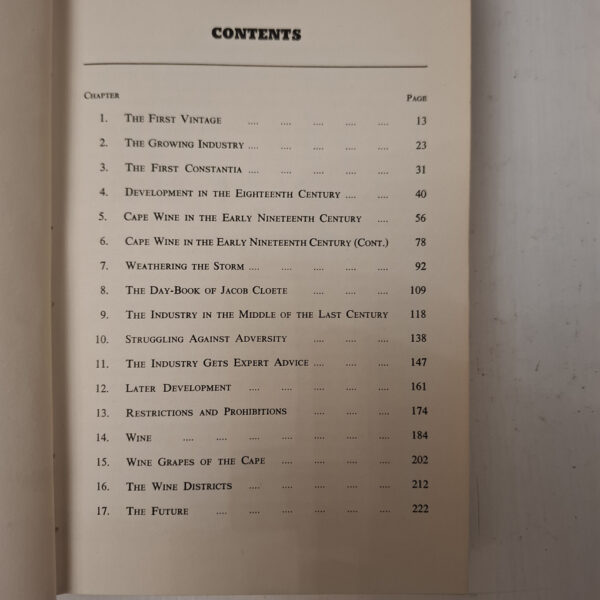 CONTENTS
CHAPTER PAGE
1. THE FIRST VINTAGE .... .... .... .... .... 13
2. THE GROWING INDUSTRY .... .... .... .... .... 23
3. THE FIRST CONSTANTIA .... .... .... .... .... 31
4. DEVELOPMENT IN THE EIGHTEENTH CENTURY .... .... 40
5. CAPE WINE IN THE EARLY NINETEENTH CENTURY .... 56
6. CAPE WINE IN THE EARLY NINETEENTH CENTURY (CONT.) 78
7. WEATHERING THE STORM .... .... .... .... .... 92
8. THE DAY-BOOK OF JACOB CLOETE .... .... .... 109
9. THE INDUSTRY IN THE MIDDLE OF THE LAST CENTURY 118
10. STRUGGLING AGAINST ADVERSITY .... .... .... 138
11. THE INDUSTRY GETS EXPERT ADVICE .... .... .... 147
12. LATER DEVELOPMENT .... .... .... .... .... 161
13. RESTRICTIONS AND PROHIBITIONS .... .... .... 174
14. WINE .... .... .... .... .... .... .... 184
15. WINE GRAPES OF THE CAPE .... .... .... .... 202
16. THE WINE DISTRICTS .... .... .... .... .... 212
17. THE FUTURE .... .... .... .... .... .... 222